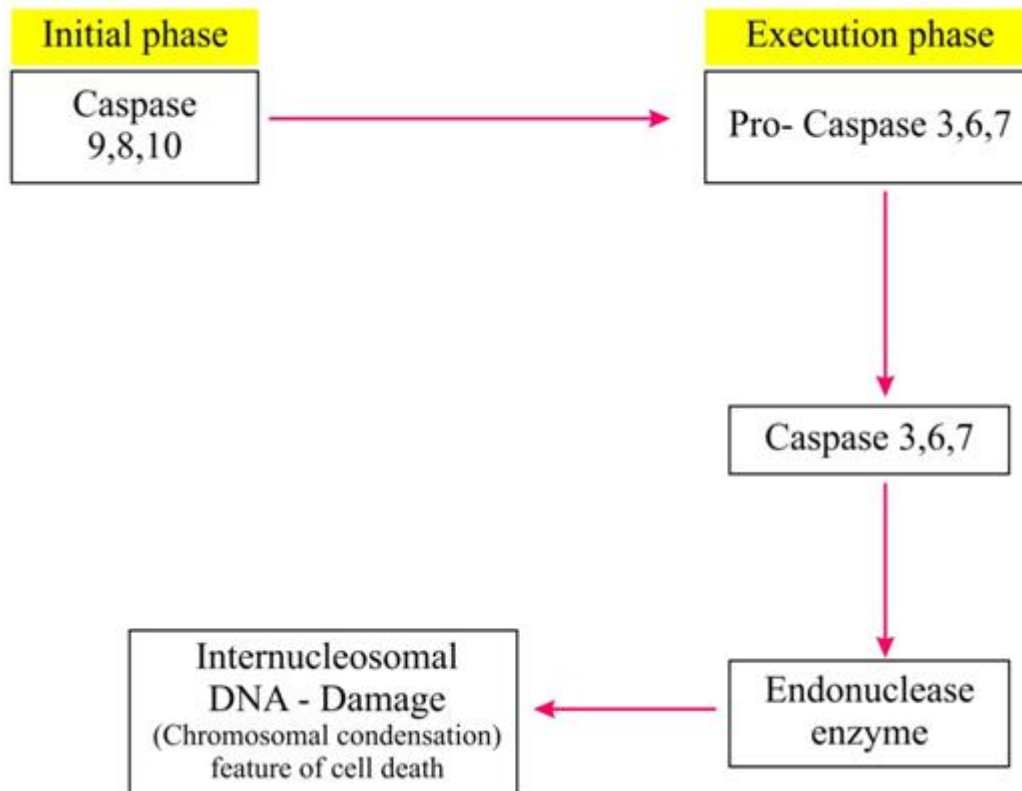 Initial phase
Execution phase
Caspase
9,8,10
Pro- Caspase 3,6,7
Caspase 3,6,7
Endonuclease
enzyme
Internucleosomal
DNA - Damage
(Chromosomal condensation)
feature of cell death